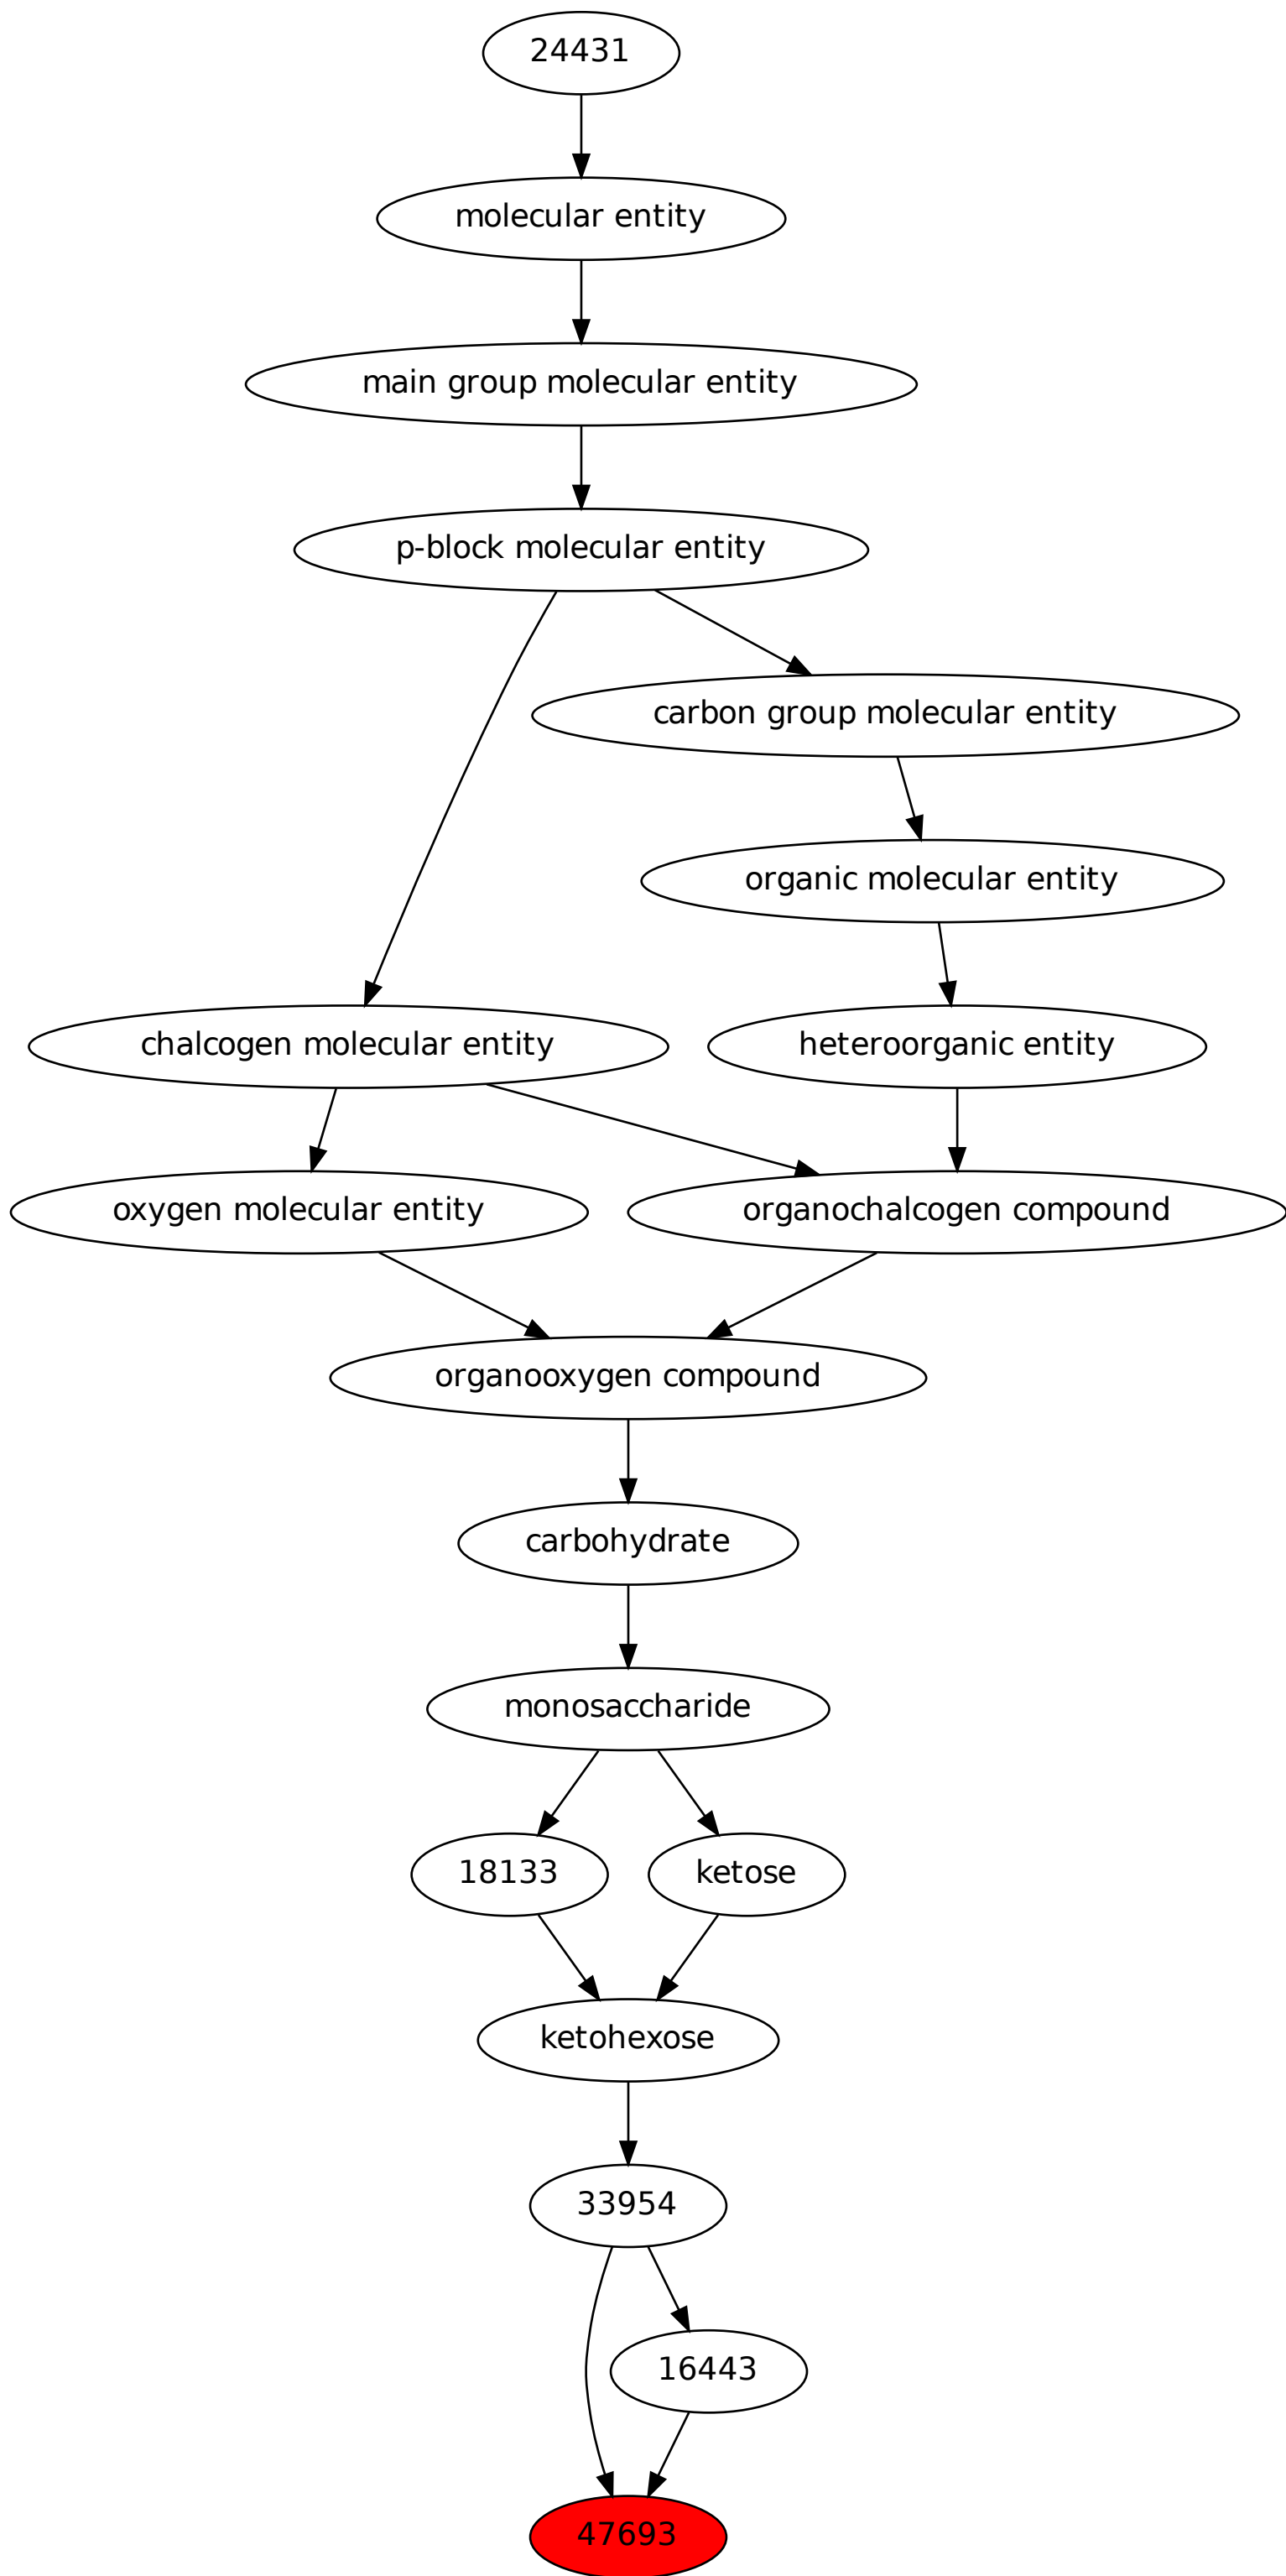 24431
molecular entity
main group molecular entity
p-block molecular entity
carbon group molecular entity
organic molecular entity
chalcogen molecular entity
heteroorganic entity
oxygen molecular entity
organochalcogen compound
organooxygen compound
carbohydrate
monosaccharide
18133
ketose
ketohexose
33954
16443
47693